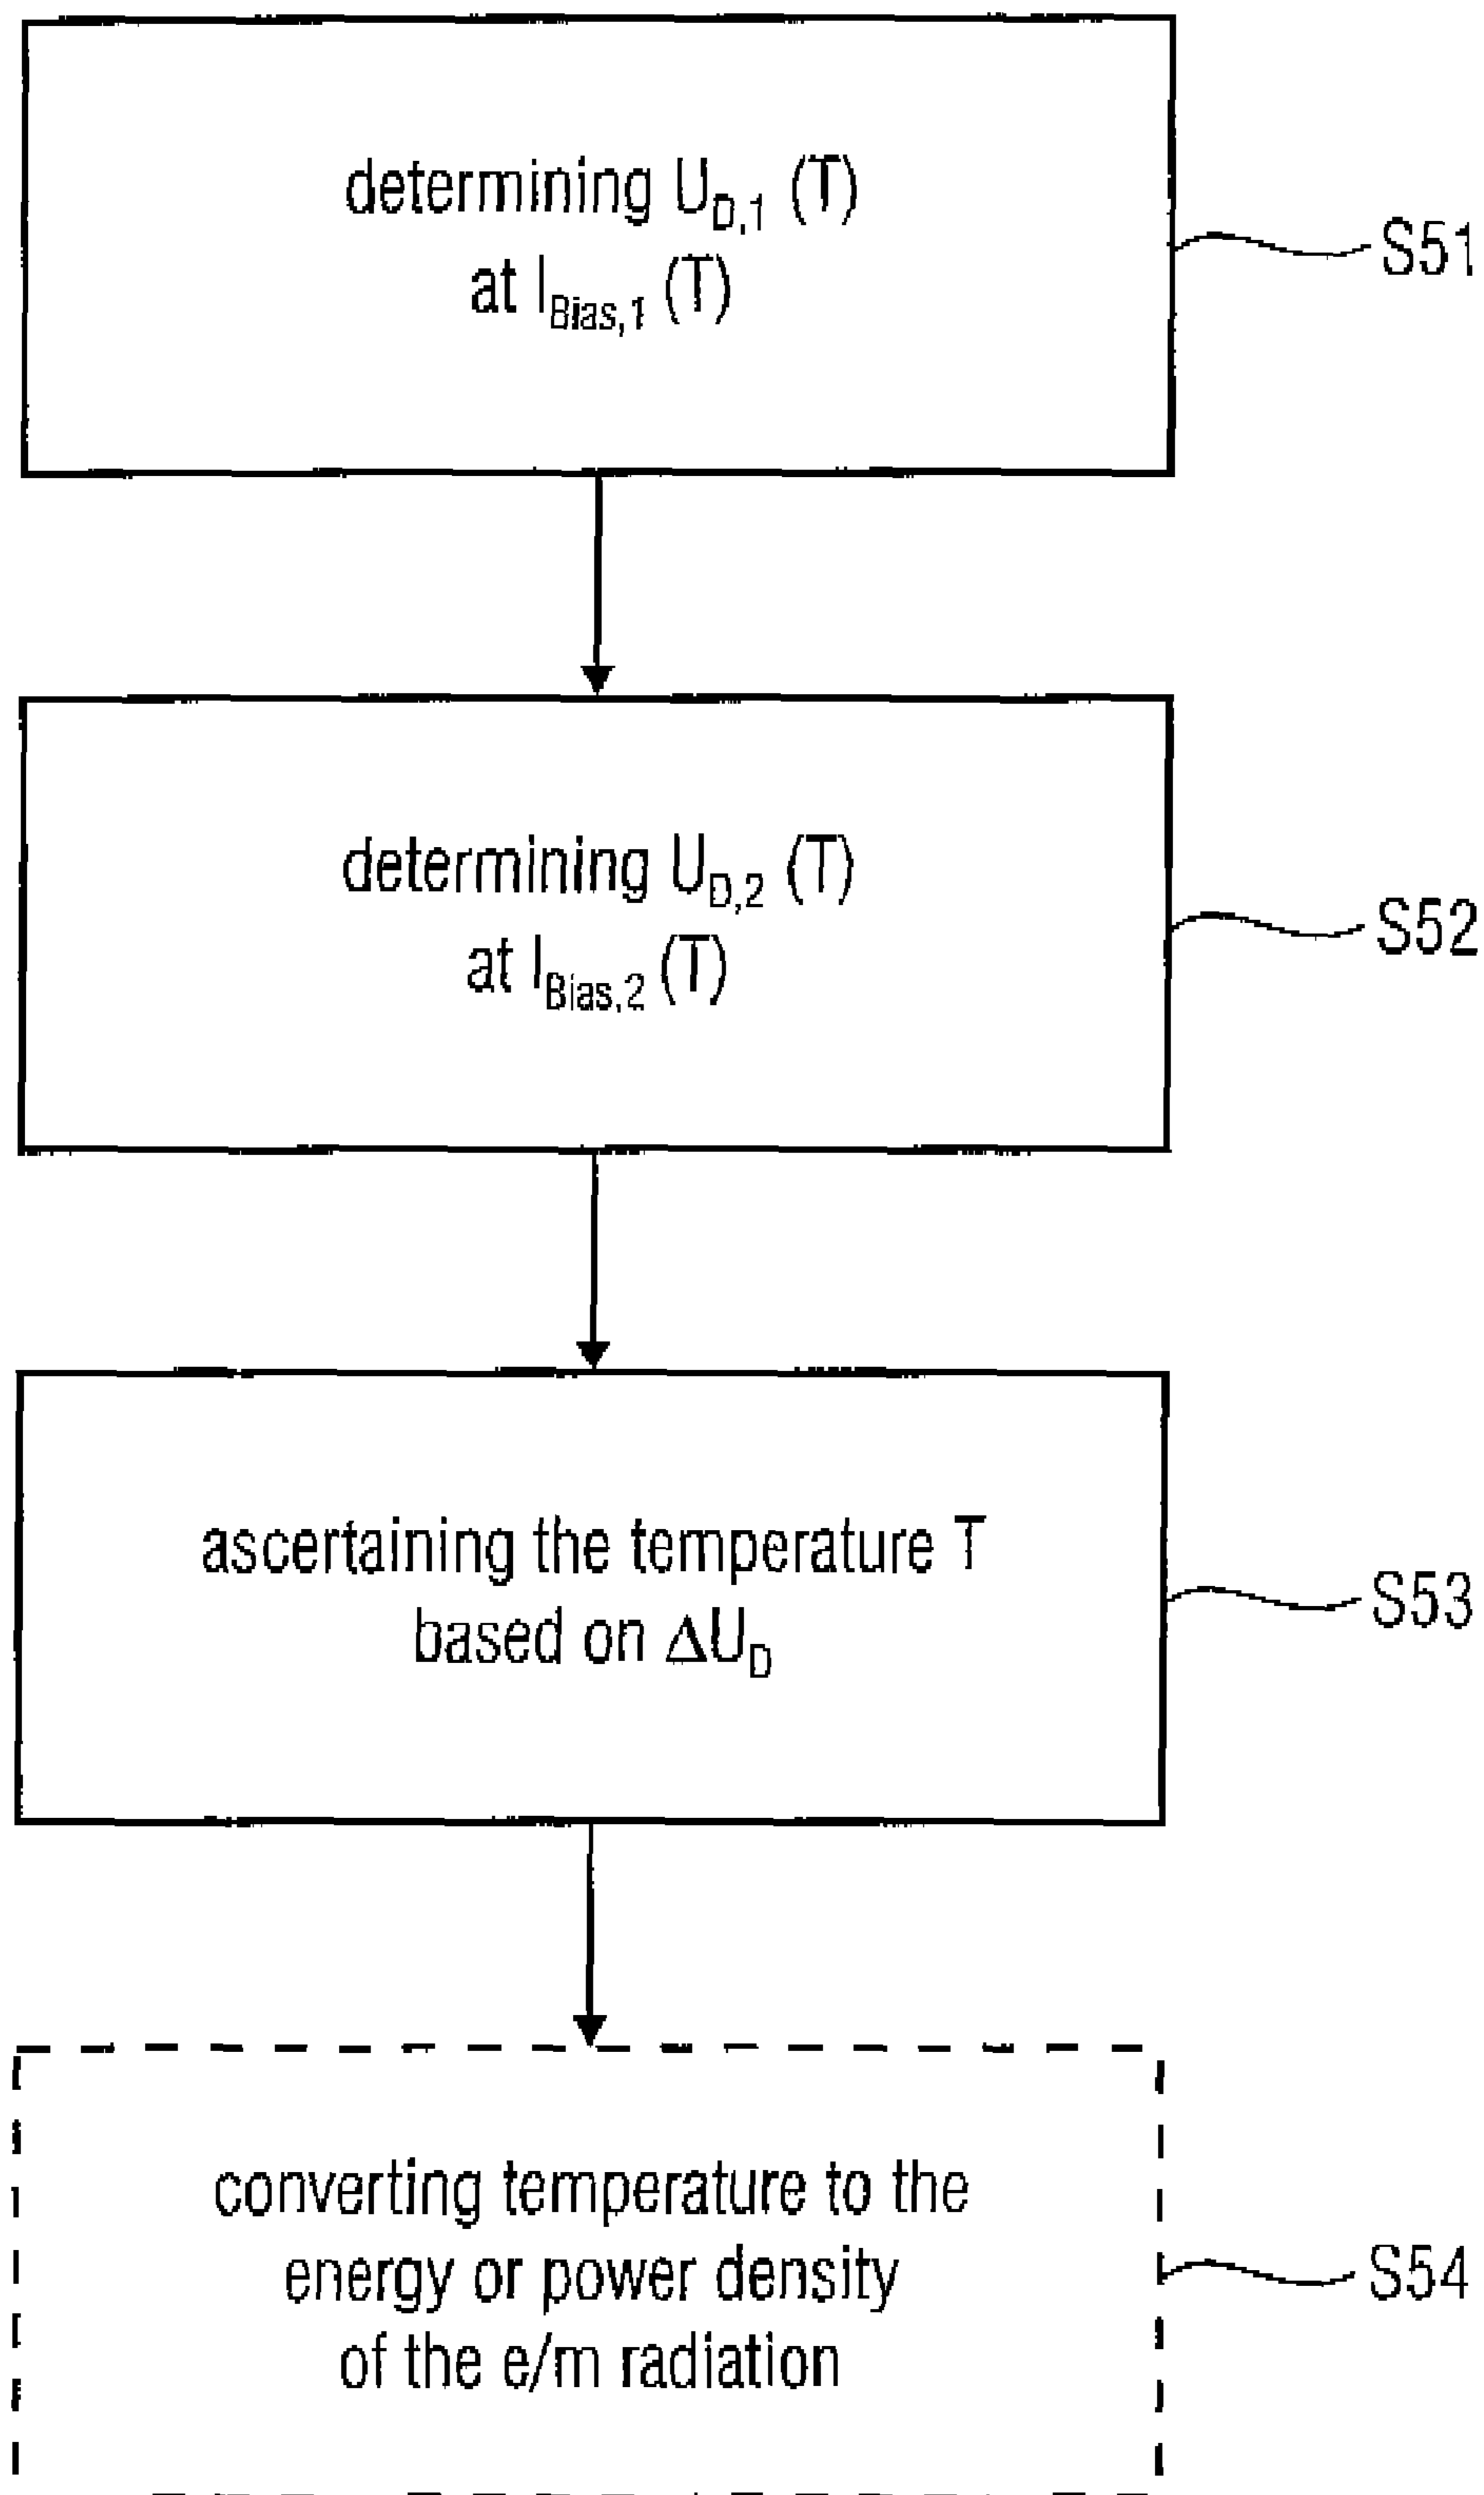 determining U_D,1 (T)
at I_Bias,1 (T)
S51
determining U_D,2 (T)
at I_Bias,2 (T)
S52
ascertaining the temperature T
based on ΔU_D
S53
converting temperature to the
energy or power density
of the e/m radiation
S54